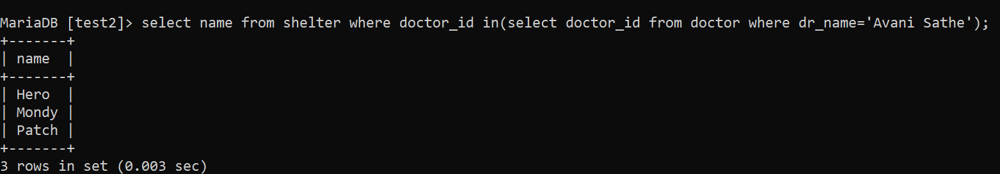 MariaDB [test2]> select name from shelter where doctor_id in(select doctor_id from doctor where dr_name='Avani Sathe');
+-------+
| name  |
+-------+
| Hero  |
| Mondy |
| Patch |
+-------+
3 rows in set (0.003 sec)